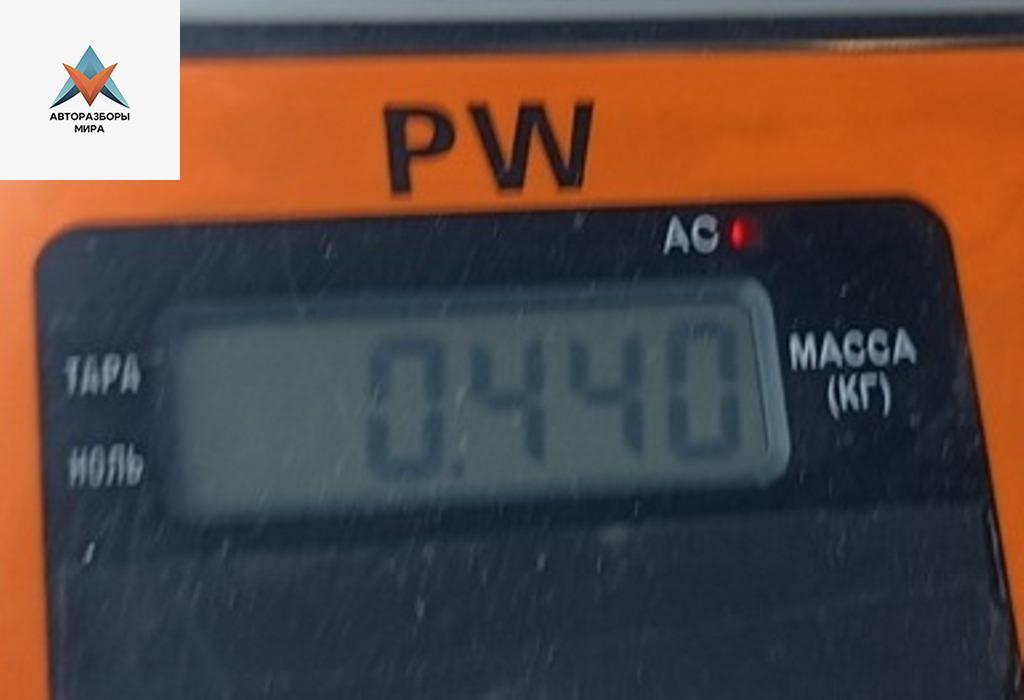 АВТОРАЗБОРЫ
МИРА
PW
AC
0.440
ТАРА
МАССА
(КГ)
НОЛЬ